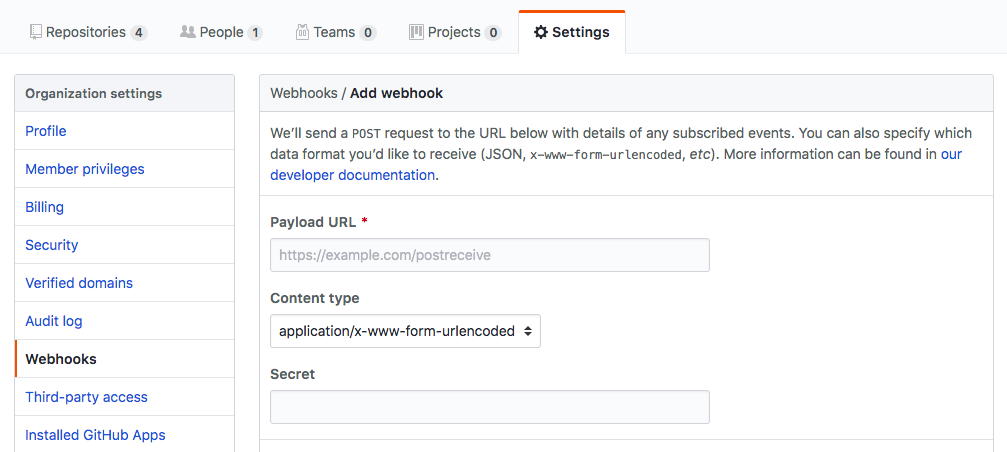 Repositories 4 People 1 Teams 0 Projects 0 Settings
Organization settings
Profile
Member privileges
Billing
Security
Verified domains
Audit log
Webhooks
Third-party access
Installed GitHub Apps
Webhooks / Add webhook
We’ll send a POST request to the URL below with details of any subscribed events. You can also specify which
data format you’d like to receive (JSON, x-www-form-urlencoded, etc). More information can be found in our
developer documentation.
Payload URL *
https://example.com/postreceive
Content type
application/x-www-form-urlencoded
Secret